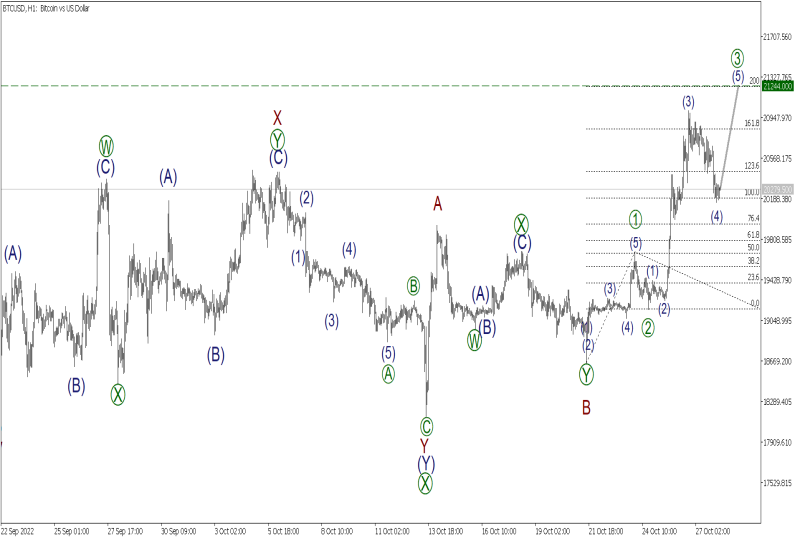 BTCUSD, H1: Bitcoin vs US Dollar
21707.560
3
200
21327.765
(5)
21244.000
(3)
X
161.8
20947.970
W
Y
(C)
(C)
123.6
20568.175
(A)
100.0
20188.380
(2)
A
(4)
76.4
X
1
61.8
19808.585
(A)
(1)
(4)
(C)
(5)
50.0
38.2
(1)
23.6
19428.790
B
(A)
(3)
0.0
(2)
19048.995
(3)
(B)
(4)
2
W
(2)
(B)
(5)
18669.200
(B)
A
Y
X
18289.405
B
C
Y
17909.610
(Y)
X
17529.815
22 Sep 2022
25 Sep 01:00
27 Sep 17:00
30 Sep 09:00
3 Oct 02:00
5 Oct 18:00
8 Oct 10:00
11 Oct 02:00
13 Oct 18:00
16 Oct 10:00
19 Oct 02:00
21 Oct 18:00
24 Oct 10:00
27 Oct 02:00